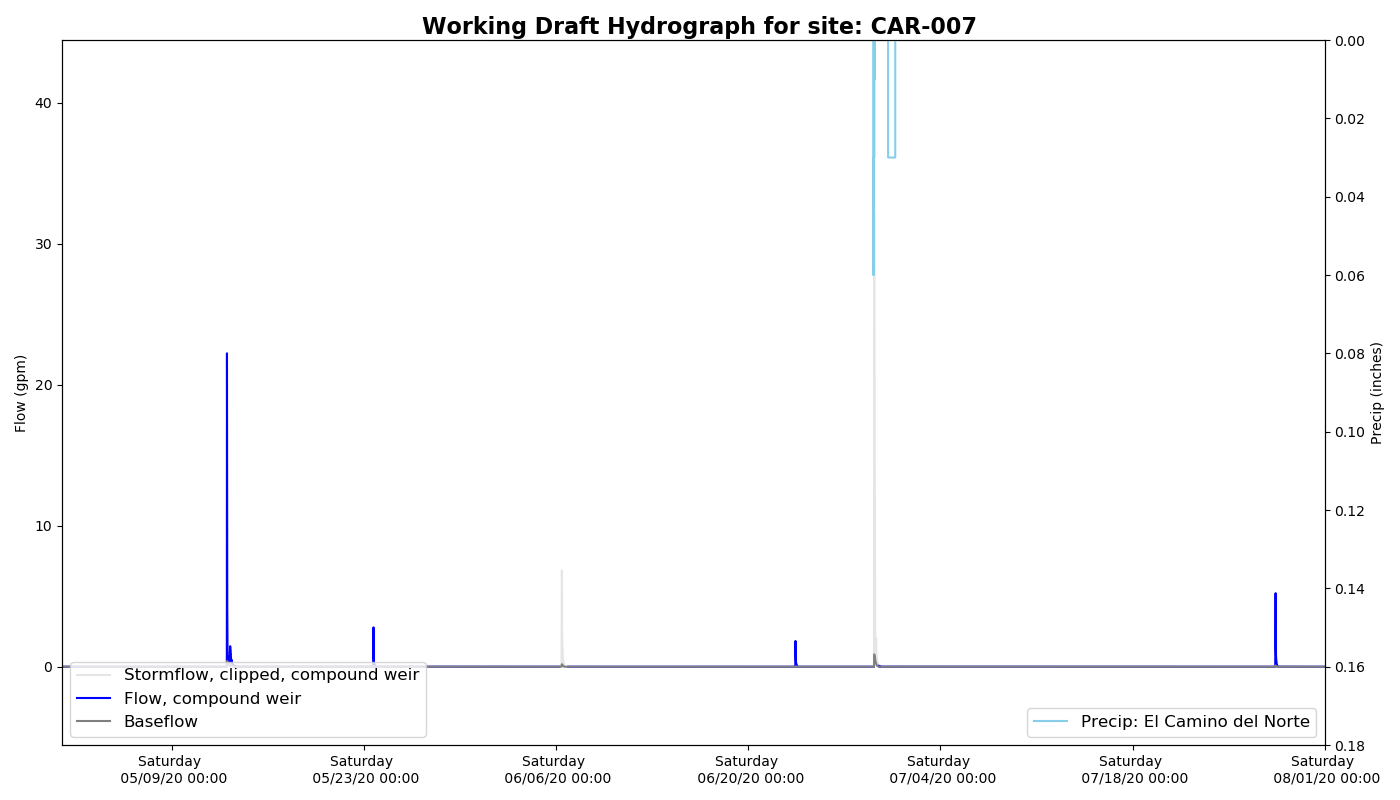 Working Draft Hydrograph for site: CAR-007
Flow (gpm)
40
30
20
10
0
0.00
0.02
0.04
0.06
0.08
0.10
0.12
0.14
0.16
0.18
Precip (inches)
Stormflow, clipped, compound weir
Flow, compound weir
Baseflow
Precip: El Camino del Norte
Saturday
05/09/20 00:00
Saturday
05/23/20 00:00
Saturday
06/06/20 00:00
Saturday
06/20/20 00:00
Saturday
07/04/20 00:00
Saturday
07/18/20 00:00
Saturday
08/01/20 00:00